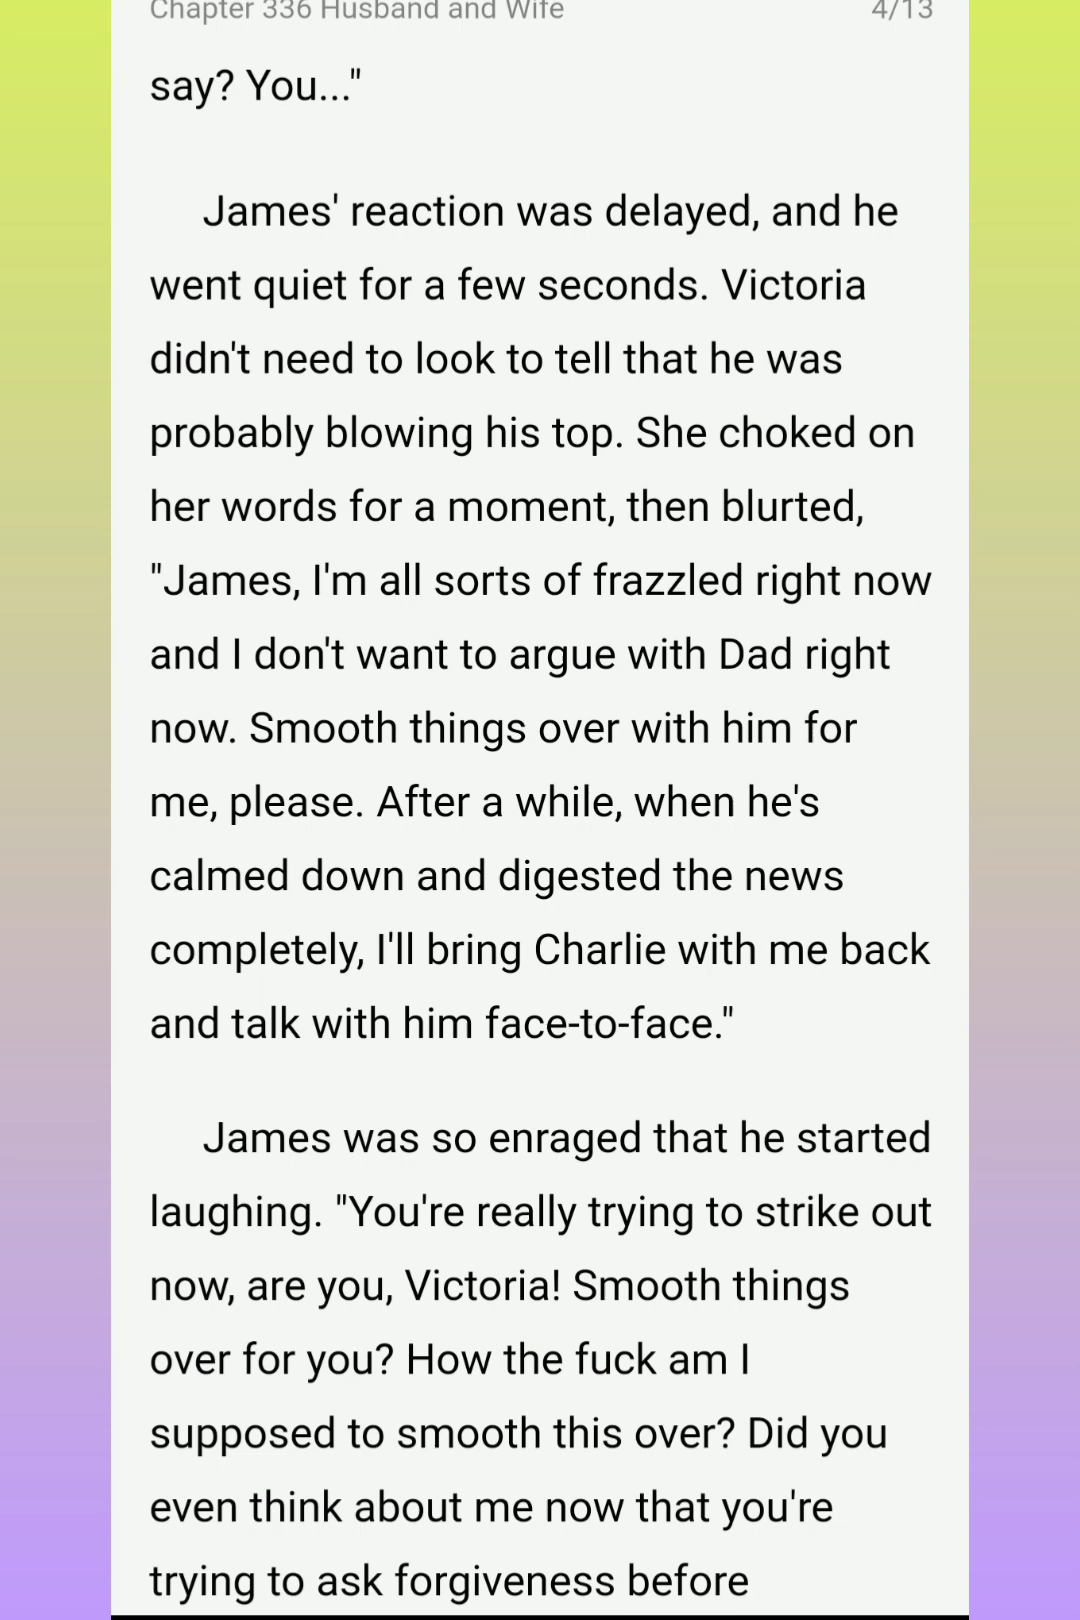 Chapter 336 Husband and Wife 4/13
say? You..."
James' reaction was delayed, and he
went quiet for a few seconds. Victoria
didn't need to look to tell that he was
probably blowing his top. She choked on
her words for a moment, then blurted,
"James, I'm all sorts of frazzled right now
and I don't want to argue with Dad right
now. Smooth things over with him for
me, please. After a while, when he's
calmed down and digested the news
completely, I'll bring Charlie with me back
and talk with him face-to-face."
James was so enraged that he started
laughing. "You're really trying to strike out
now, are you, Victoria! Smooth things
over for you? How the fuck am I
supposed to smooth this over? Did you
even think about me now that you're
trying to ask forgiveness before